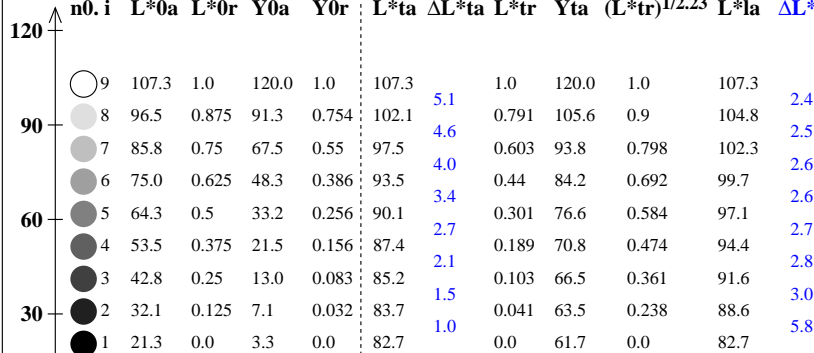 n0. i L*0a L*0r Y0a Y0r L*ta ΔL*ta L*tr Yta (L*tr)1/2.23 L*la ΔL*
120
9 107.3 1.0 120.0 1.0 107.3 1.0 120.0 1.0 107.3
5.1 2.4
8 96.5 0.875 91.3 0.754 102.1 0.791 105.6 0.9 104.8
90
4.6 2.5
7 85.8 0.75 67.5 0.55 97.5 0.603 93.8 0.798 102.3
4.0 2.6
6 75.0 0.625 48.3 0.386 93.5 0.44 84.2 0.692 99.7
3.4 2.6
5 64.3 0.5 33.2 0.256 90.1 0.301 76.6 0.584 97.1
60
2.7 2.7
4 53.5 0.375 21.5 0.156 87.4 0.189 70.8 0.474 94.4
2.1 2.8
3 42.8 0.25 13.0 0.083 85.2 0.103 66.5 0.361 91.6
1.5 3.0
2 32.1 0.125 7.1 0.032 83.7 0.041 63.5 0.238 88.6
30
1.0 5.8
1 21.3 0.0 3.3 0.0 82.7 0.0 61.7 0.0 82.7